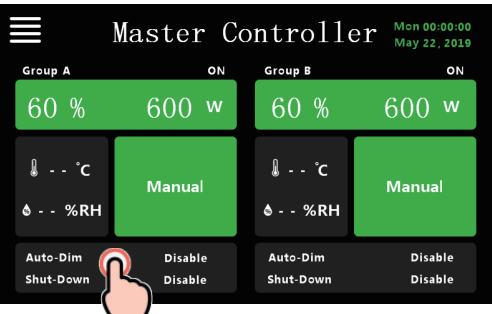 Master Controller
Mon 00:00:00
May 22, 2019
Group A ON
60 % 600 W
- - °C
- - %RH
Manual
Auto-Dim Disable
Shut-Down Disable
Group B ON
60 % 600 W
- - °C
- - %RH
Manual
Auto-Dim Disable
Shut-Down Disable